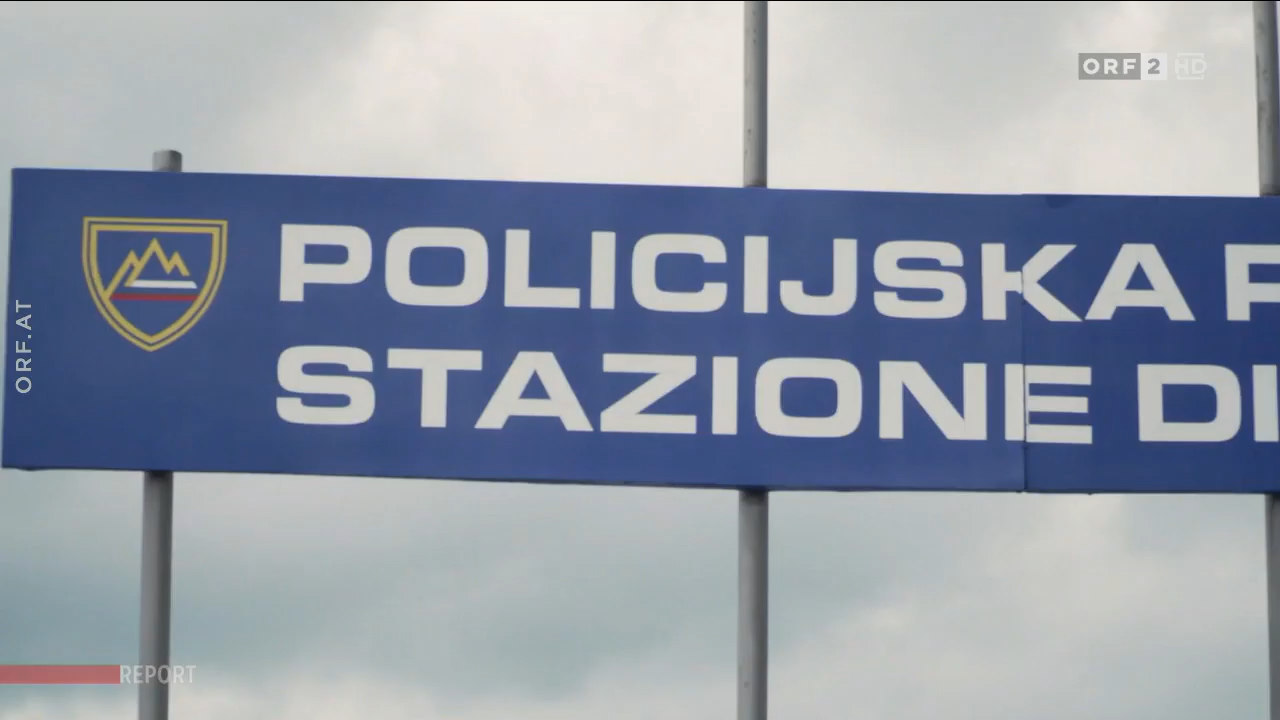 ORF 2 HD
POLICIJSKA P
STAZIONE DI
ORF.AT
REPORT